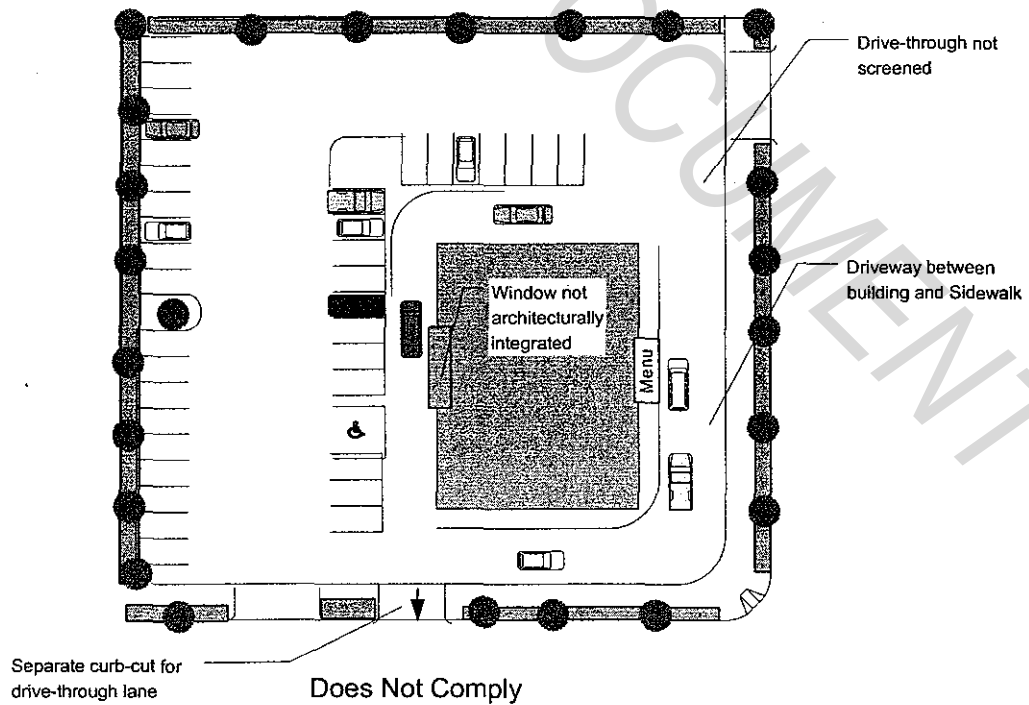 Drive-through not
screened
Driveway between
building and Sidewalk
Window not
architecturally
integrated
Menu
Separate curb-cut for
drive-through lane
Does Not Comply
OCUMENT